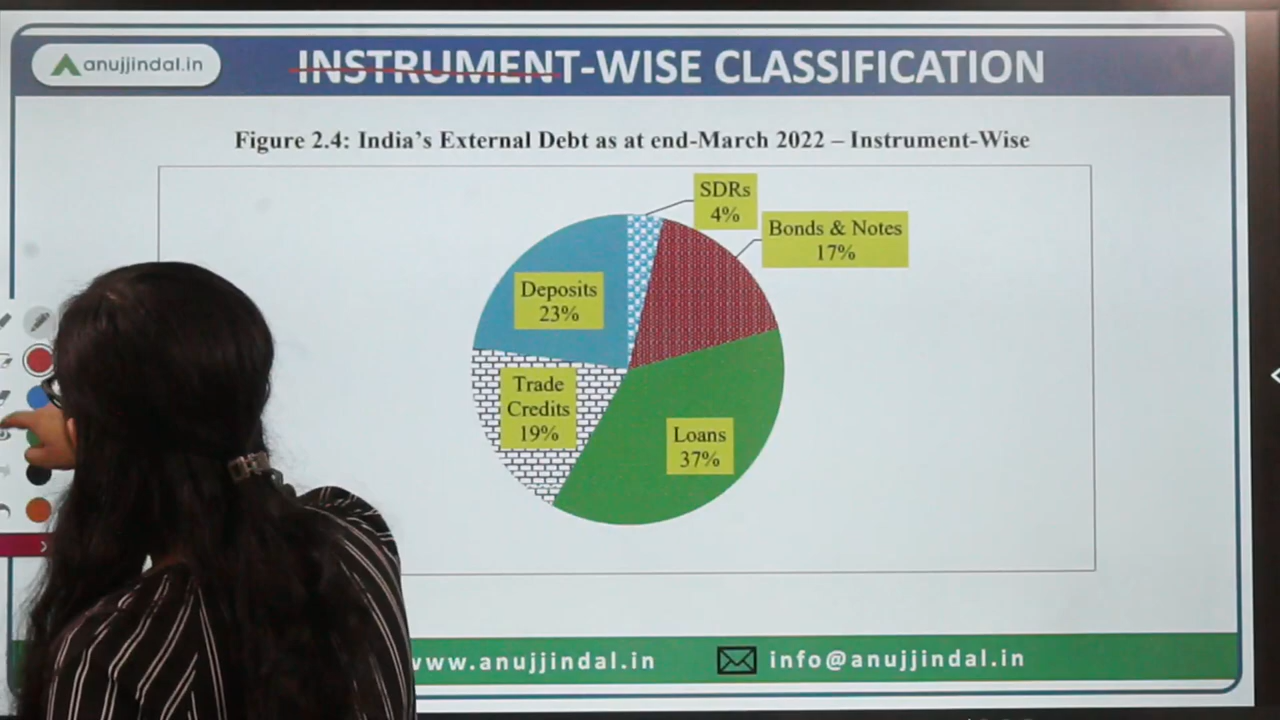 anujjindal.in
INSTRUMENT-WISE CLASSIFICATION
Figure 2.4: India's External Debt as at end-March 2022 – Instrument-Wise
SDRs
4%
Bonds & Notes
17%
Deposits
23%
Trade
Credits
19%
Loans
37%
www.anujjindal.in
info@anujjindal.in